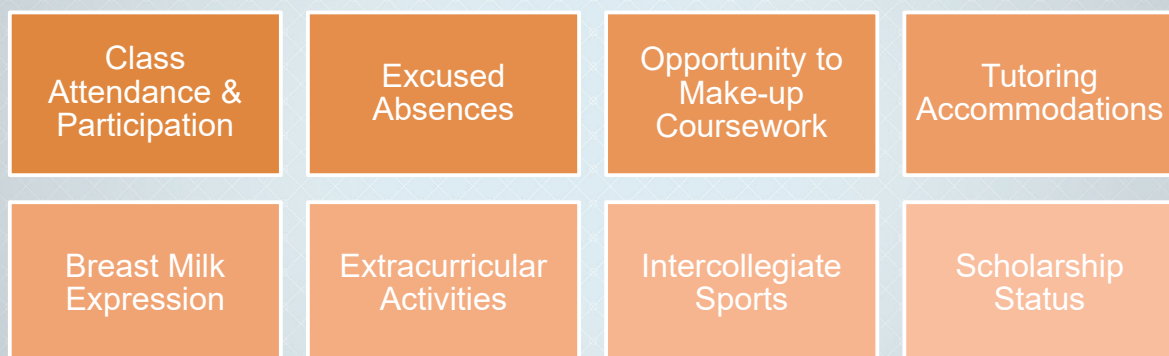 Class
Attendance &
Participation
Excused
Absences
Opportunity to
Make-up
Coursework
Tutoring
Accommodations
Breast Milk
Expression
Extracurricular
Activities
Intercollegiate
Sports
Scholarship
Status